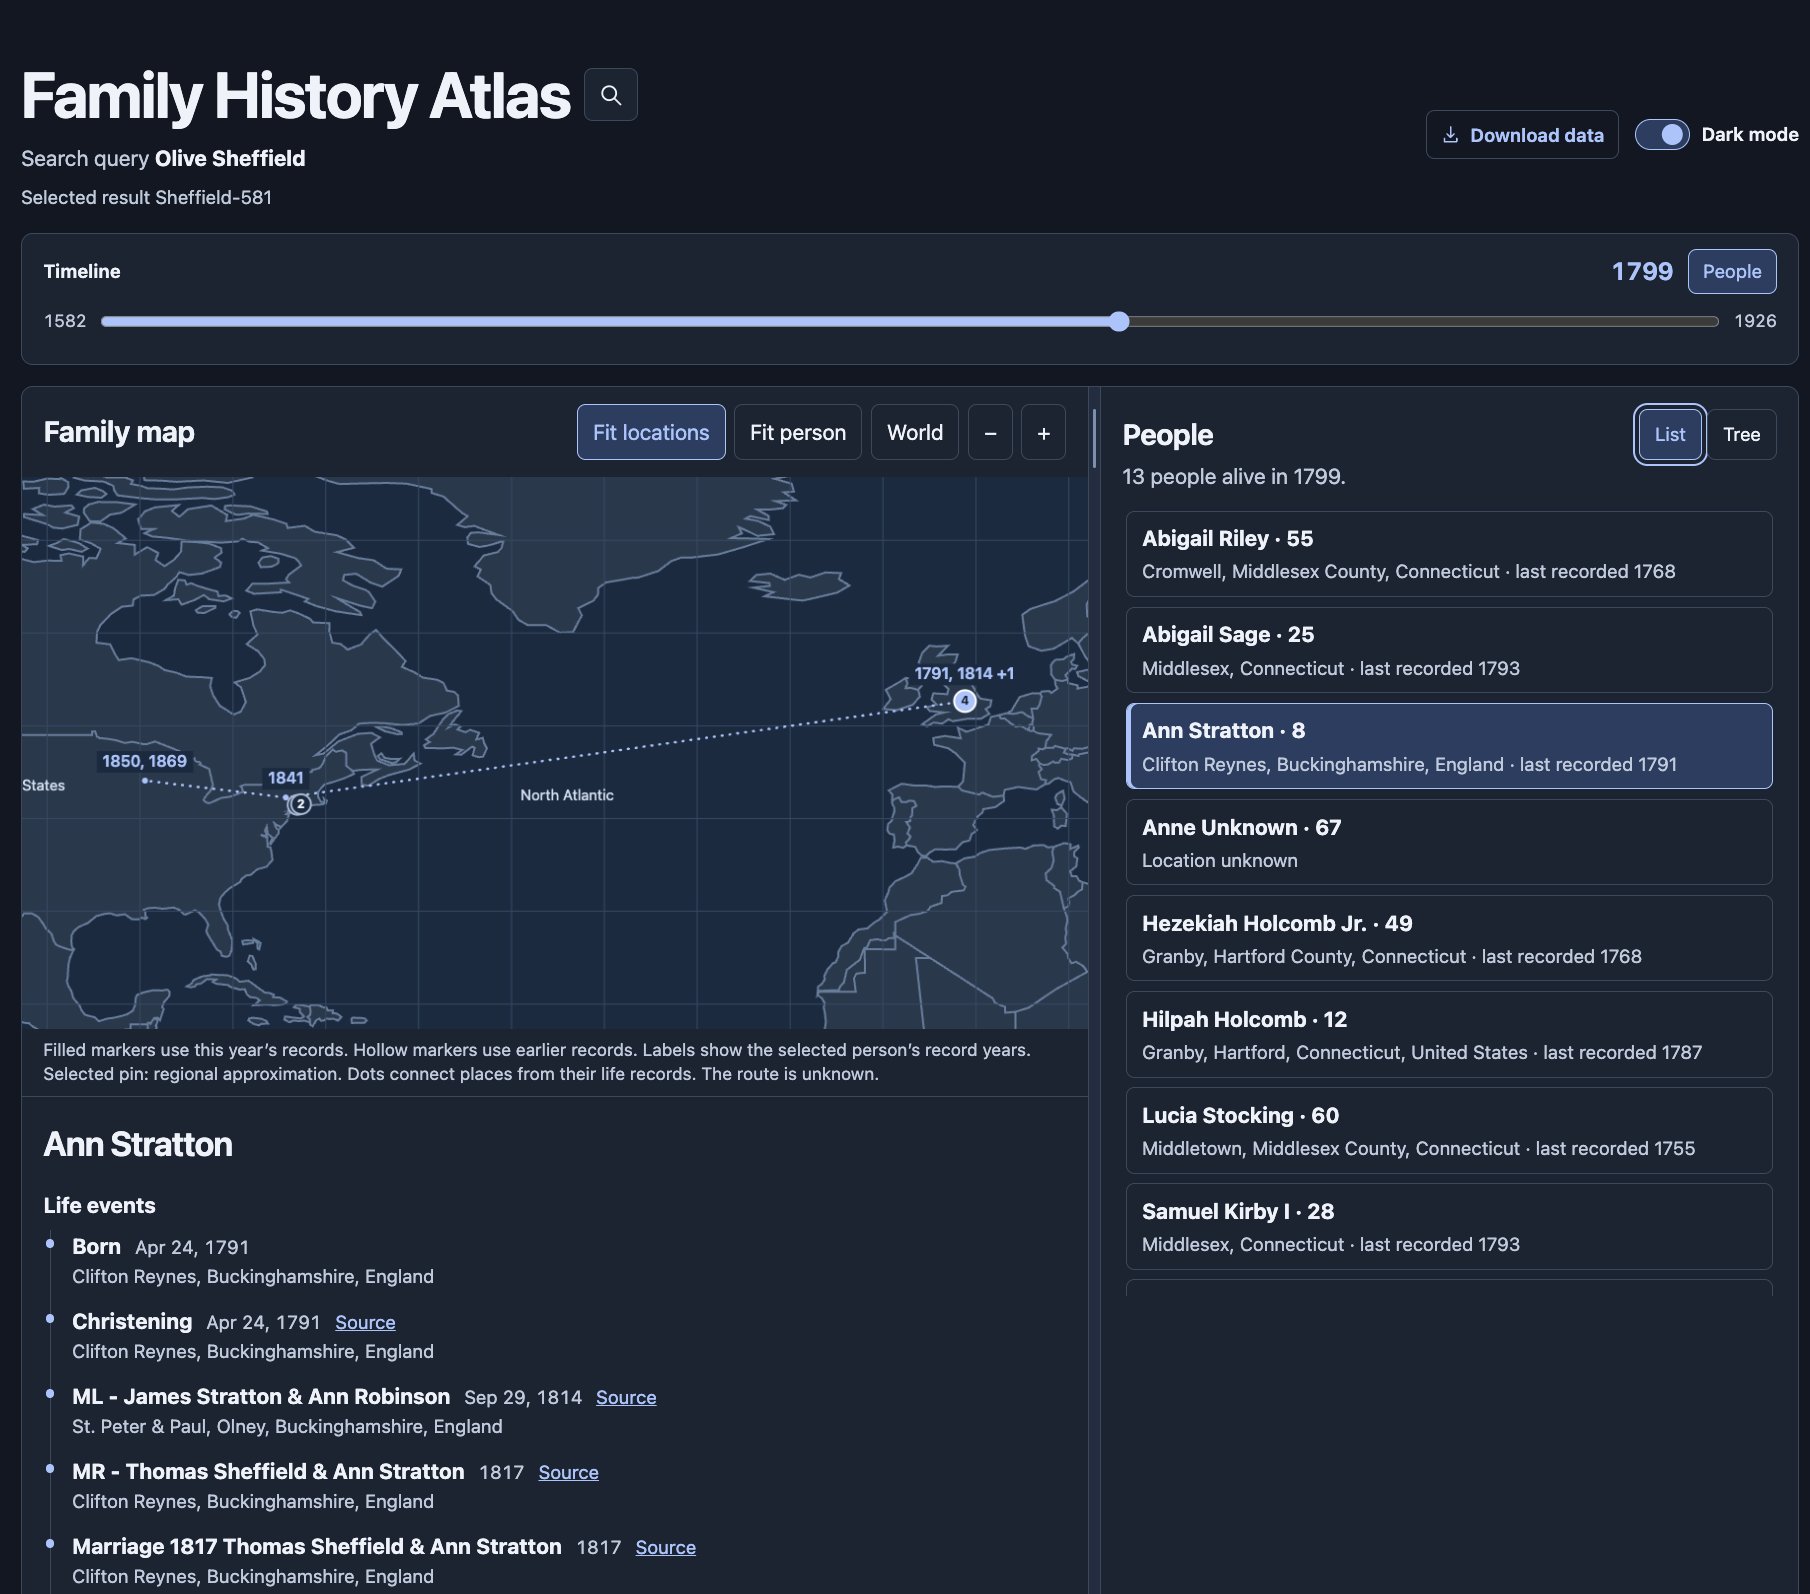 Family History Atlas
Search query Olive Sheffield
Selected result Sheffield-581
Download data
Dark mode
Timeline
1799
People
1582
1926
Family map
Fit locations
Fit person
World
−
+
1791, 1814 +1
4
1850, 1869
1841
2
States
North Atlantic
Filled markers use this year’s records. Hollow markers use earlier records. Labels show the selected person’s record years.
Selected pin: regional approximation. Dots connect places from their life records. The route is unknown.
Ann Stratton
Life events
Born Apr 24, 1791
Clifton Reynes, Buckinghamshire, England
Christening Apr 24, 1791 Source
Clifton Reynes, Buckinghamshire, England
ML - James Stratton & Ann Robinson Sep 29, 1814 Source
St. Peter & Paul, Olney, Buckinghamshire, England
MR - Thomas Sheffield & Ann Stratton 1817 Source
Clifton Reynes, Buckinghamshire, England
Marriage 1817 Thomas Sheffield & Ann Stratton 1817 Source
Clifton Reynes, Buckinghamshire, England
People
List
Tree
13 people alive in 1799.
Abigail Riley · 55
Cromwell, Middlesex County, Connecticut · last recorded 1768
Abigail Sage · 25
Middlesex, Connecticut · last recorded 1793
Ann Stratton · 8
Clifton Reynes, Buckinghamshire, England · last recorded 1791
Anne Unknown · 67
Location unknown
Hezekiah Holcomb Jr. · 49
Granby, Hartford County, Connecticut · last recorded 1768
Hilpah Holcomb · 12
Granby, Hartford, Connecticut, United States · last recorded 1787
Lucia Stocking · 60
Middletown, Middlesex County, Connecticut · last recorded 1755
Samuel Kirby I · 28
Middlesex, Connecticut · last recorded 1793